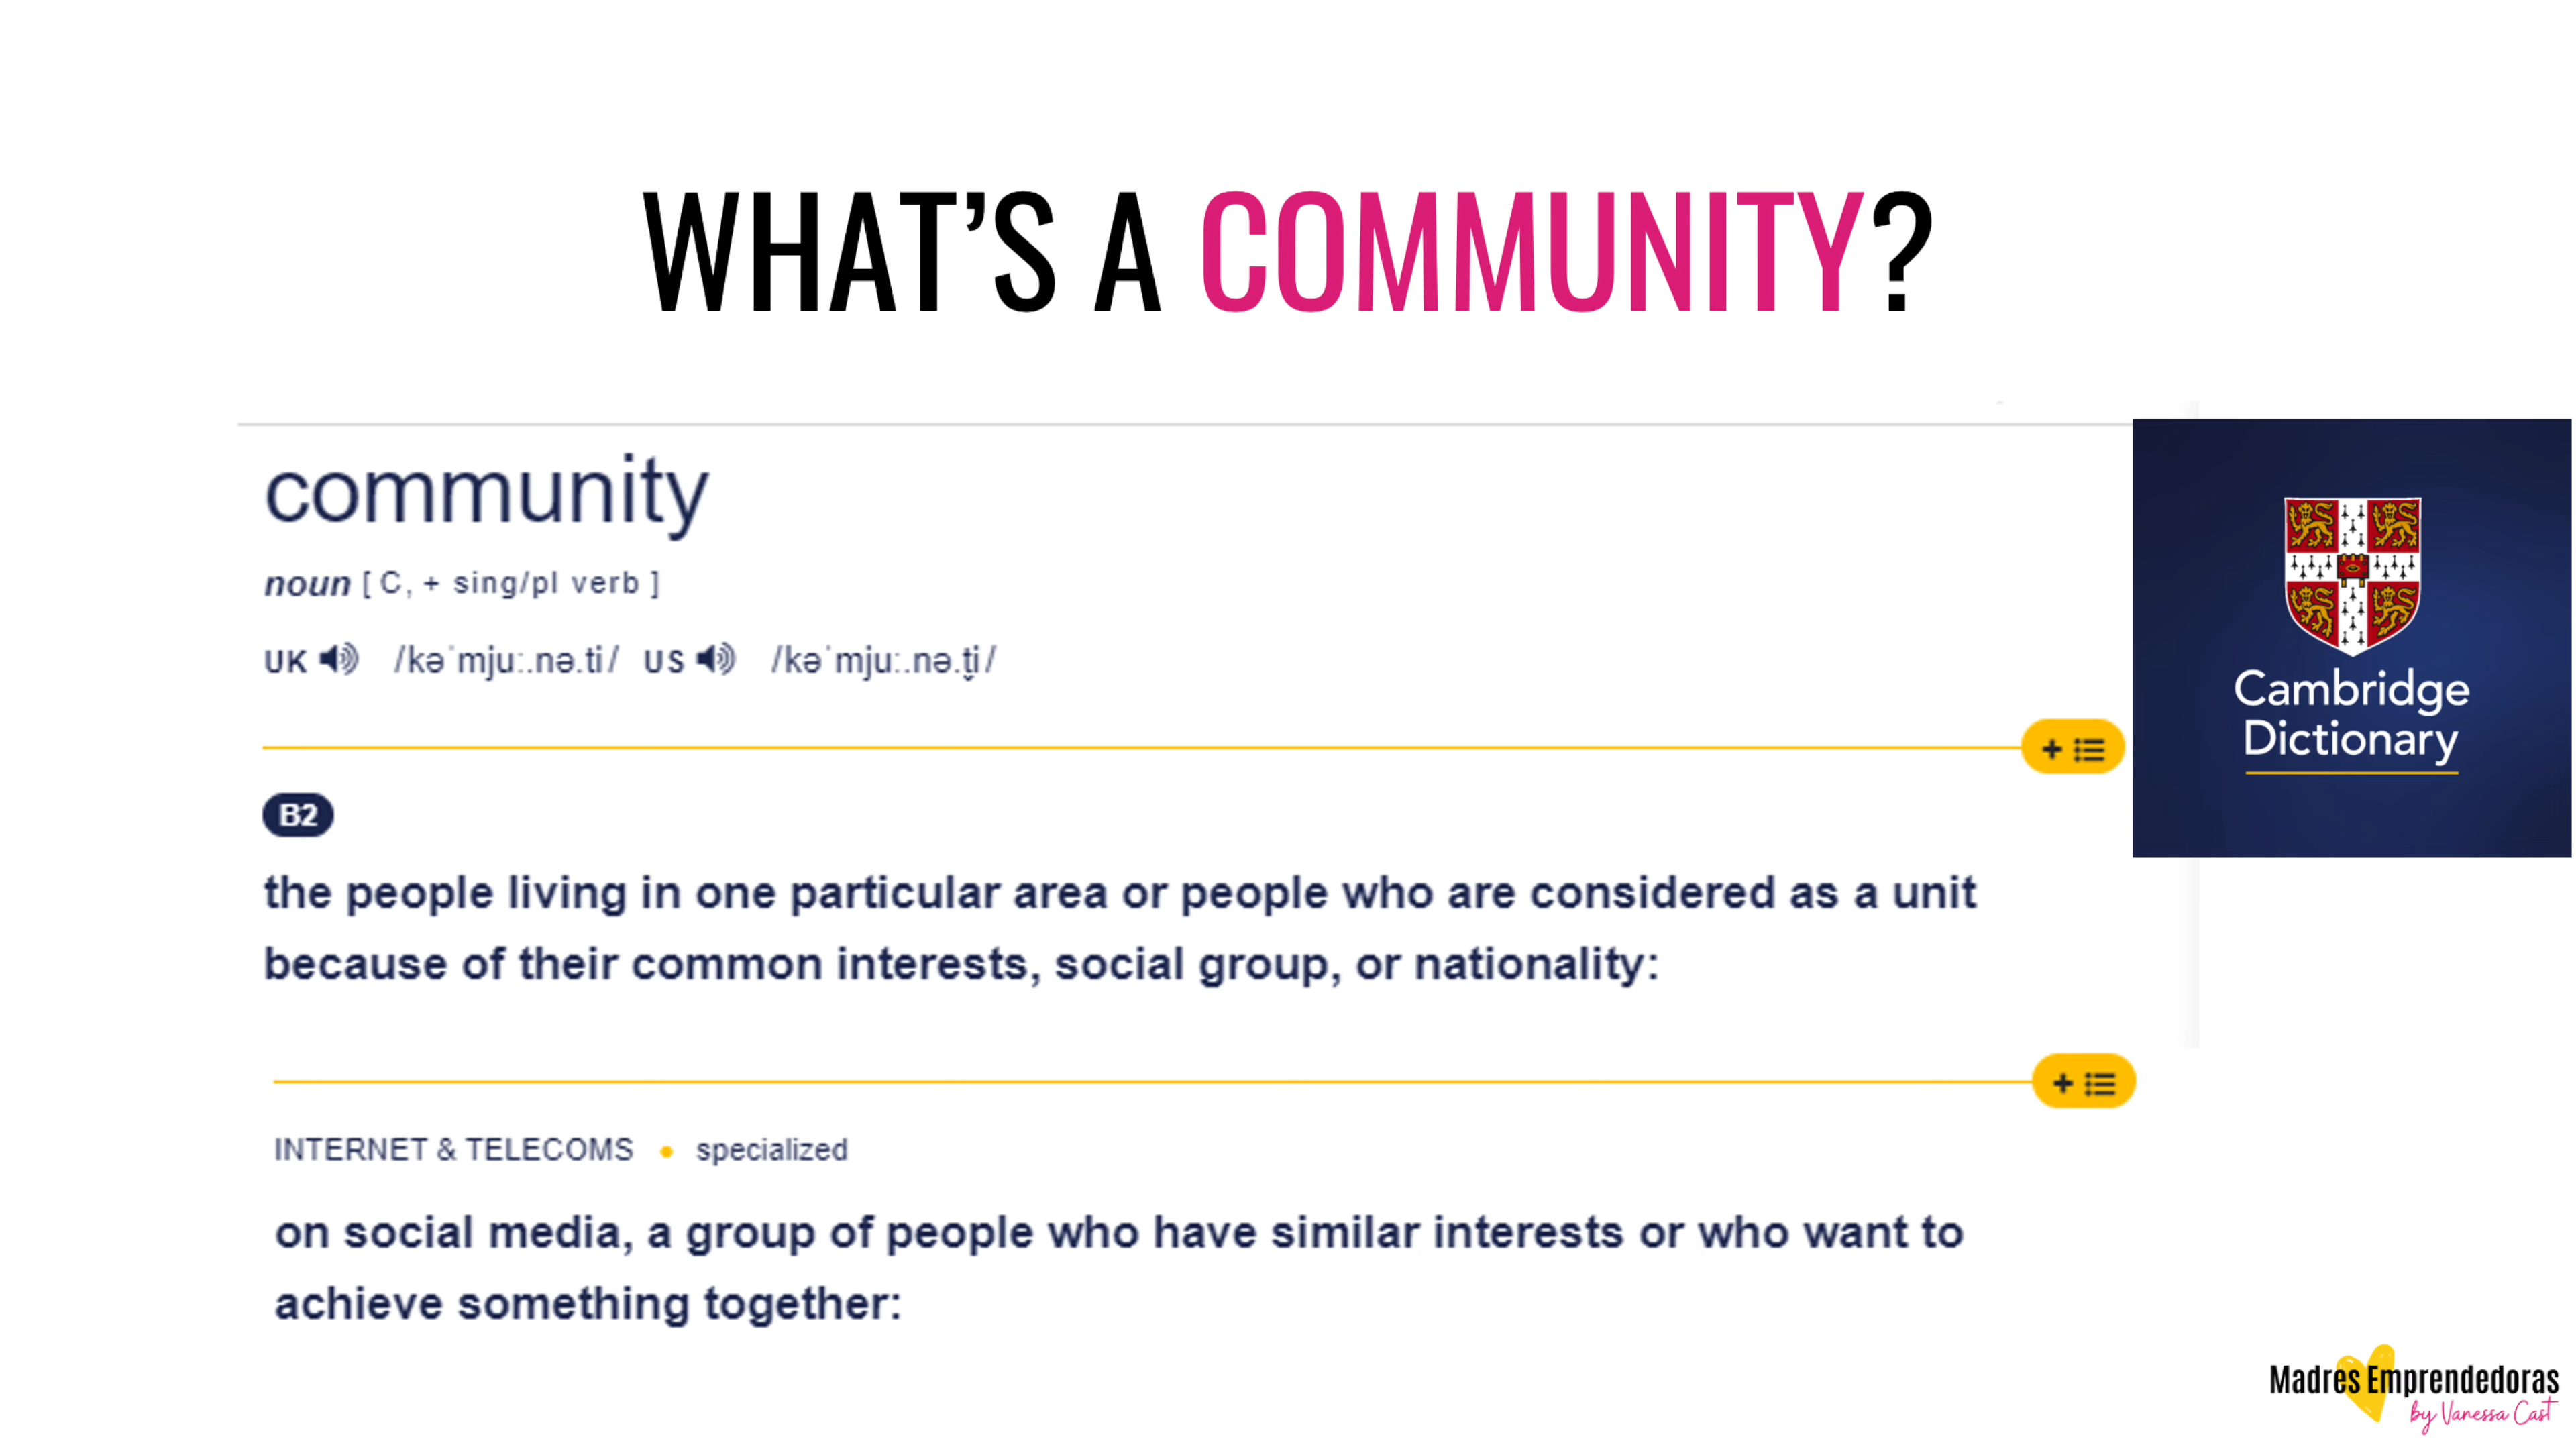 WHAT’S A COMMUNITY?
community
noun [ C, + sing/pl verb ]
UK /kəˈmjuː.nə.ti/ US /kəˈmjuː.nə.t̬i/
Cambridge
Dictionary
B2
the people living in one particular area or people who are considered as a unit
because of their common interests, social group, or nationality:
INTERNET & TELECOMS • specialized
on social media, a group of people who have similar interests or who want to
achieve something together:
Madres Emprendedoras
by Vanessa Cast